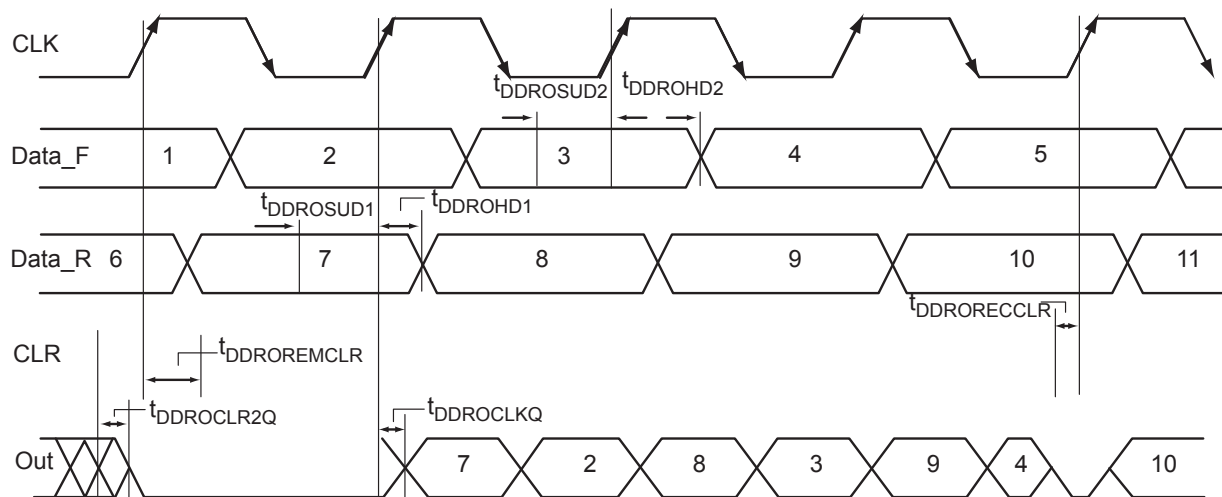 CLK
tDDROSUD2 tDDROHD2
Data_F 1 2 3 4 5
tDDROSUD1 tDDROHD1
Data_R 6 7 8 9 10 11
tDDRORECCLR
CLR
tDDROREMCLR
tDDROCLR2Q tDDROCLKQ
Out 7 2 8 3 9 4 10